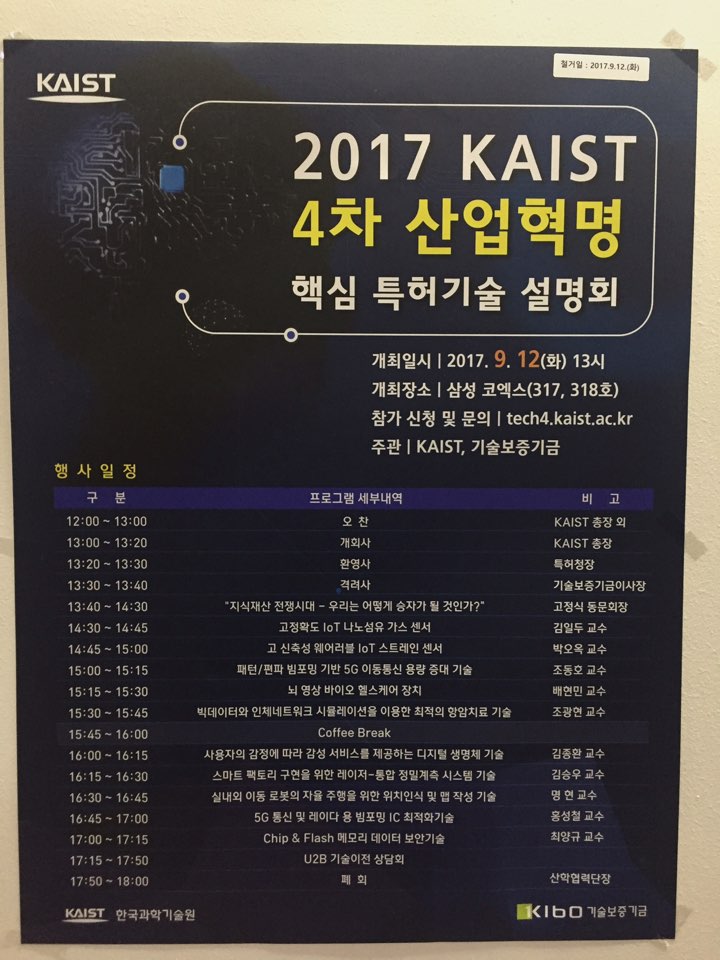 KAIST
철거일 : 2017.9.12.(화)
2017 KAIST
4차 산업혁명
핵심 특허기술 설명회
개최일시 | 2017. 9. 12(화) 13시
개최장소 | 삼성 코엑스(317, 318호)
참가 신청 및 문의 | tech4.kaist.ac.kr
주관 | KAIST, 기술보증기금
행 사 일 정
구 분 프로그램 세부내역 비 고
12:00 ~ 13:00 오 찬 KAIST 총장 외
13:00 ~ 13:20 개회사 KAIST 총장
13:20 ~ 13:30 환영사 특허청장
13:30 ~ 13:40 격려사 기술보증기금이사장
13:40 ~ 14:30 "지식재산 전쟁시대 - 우리는 어떻게 승자가 될 것인가?" 고정식 동문회장
14:30 ~ 14:45 고정확도 IoT 나노섬유 가스 센서 김일두 교수
14:45 ~ 15:00 고 신축성 웨어러블 IoT 스트레인 센서 박오옥 교수
15:00 ~ 15:15 패턴/편파 빔포밍 기반 5G 이동통신 용량 증대 기술 조동호 교수
15:15 ~ 15:30 뇌 영상 바이오 헬스케어 장치 배현민 교수
15:30 ~ 15:45 빅데이터와 인체네트워크 시뮬레이션을 이용한 최적의 항암치료 기술 조광현 교수
15:45 ~ 16:00 Coffee Break
16:00 ~ 16:15 사용자의 감정에 따라 감성 서비스를 제공하는 디지털 생명체 기술 김종환 교수
16:15 ~ 16:30 스마트 팩토리 구현을 위한 레이저-통합 정밀계측 시스템 기술 김승우 교수
16:30 ~ 16:45 실내외 이동 로봇의 자율 주행을 위한 위치인식 및 맵 작성 기술 명 현 교수
16:45 ~ 17:00 5G 통신 및 레이다 용 빔포밍 IC 최적화기술 홍성철 교수
17:00 ~ 17:15 Chip & Flash 메모리 데이터 보안기술 최양규 교수
17:15 ~ 17:50 U2B 기술이전 상담회
17:50 ~ 18:00 폐 회 산학협력단장
KAIST 한국과학기술원
KIbO 기술보증기금